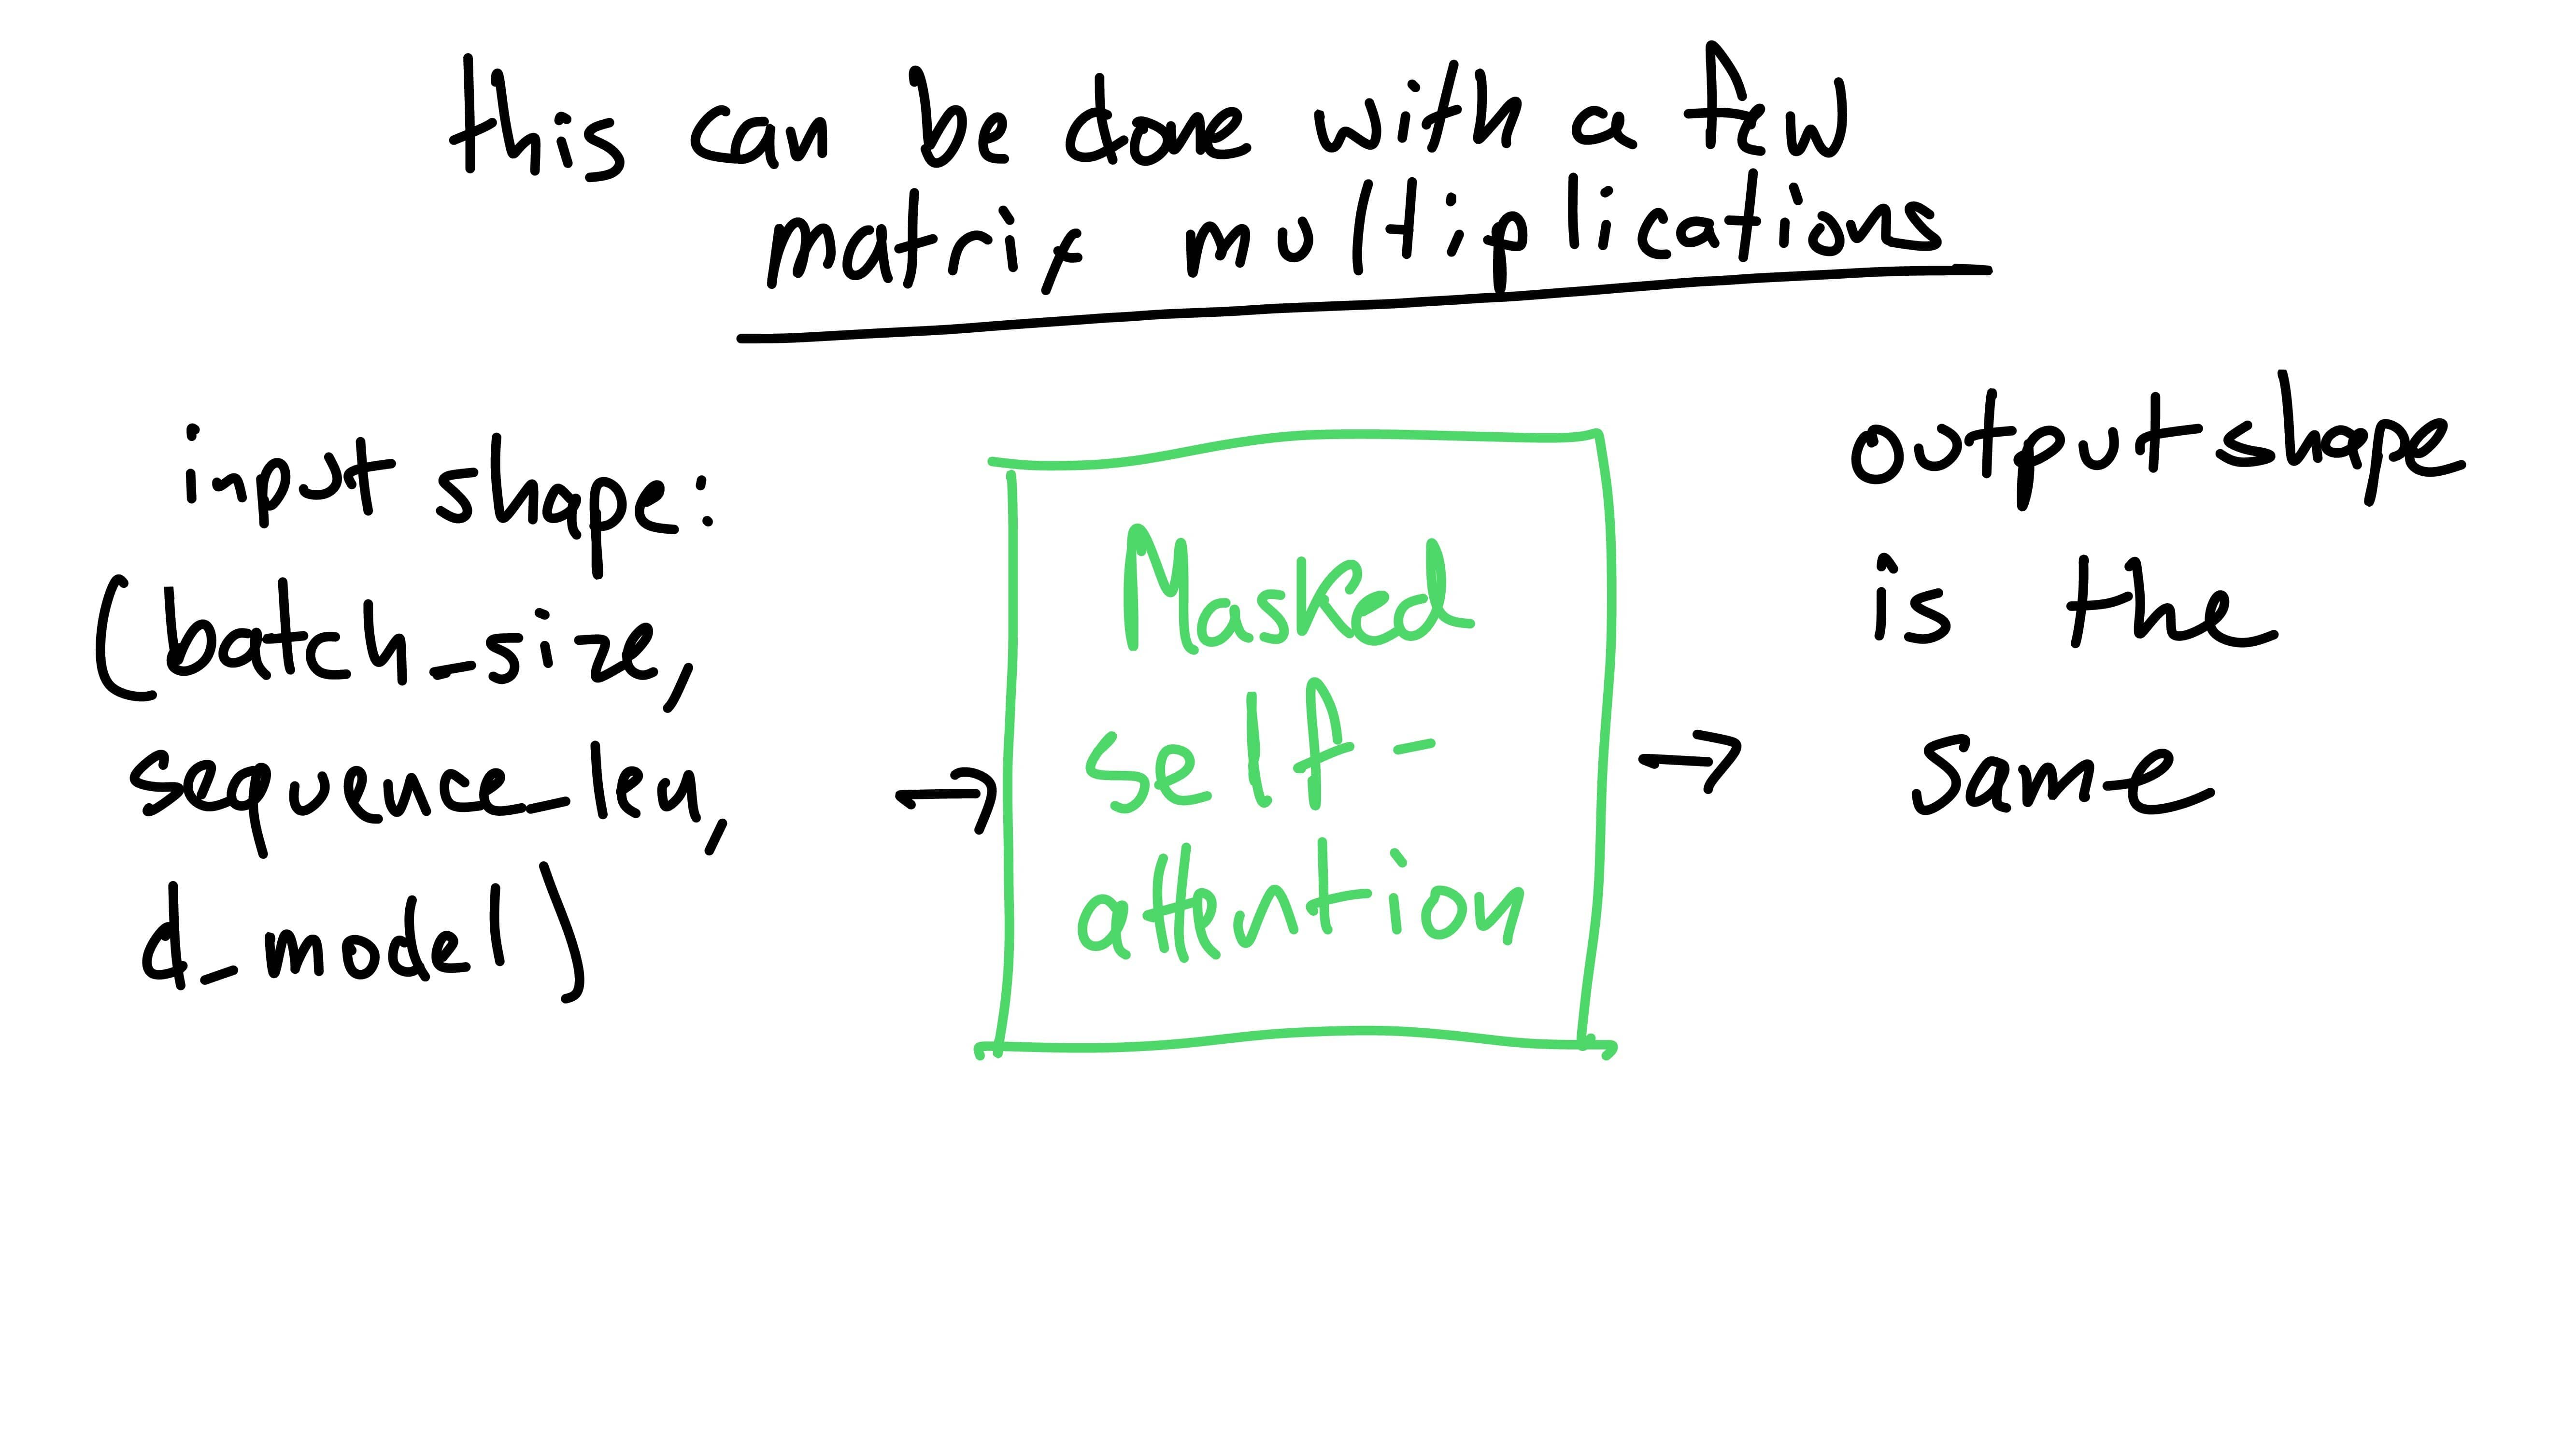 this can be done with a few
matrix multiplications
input shape:
(batch_size,
sequence_len,
d_model)
→
Masked
self-
attention
→
output shape
is the
same